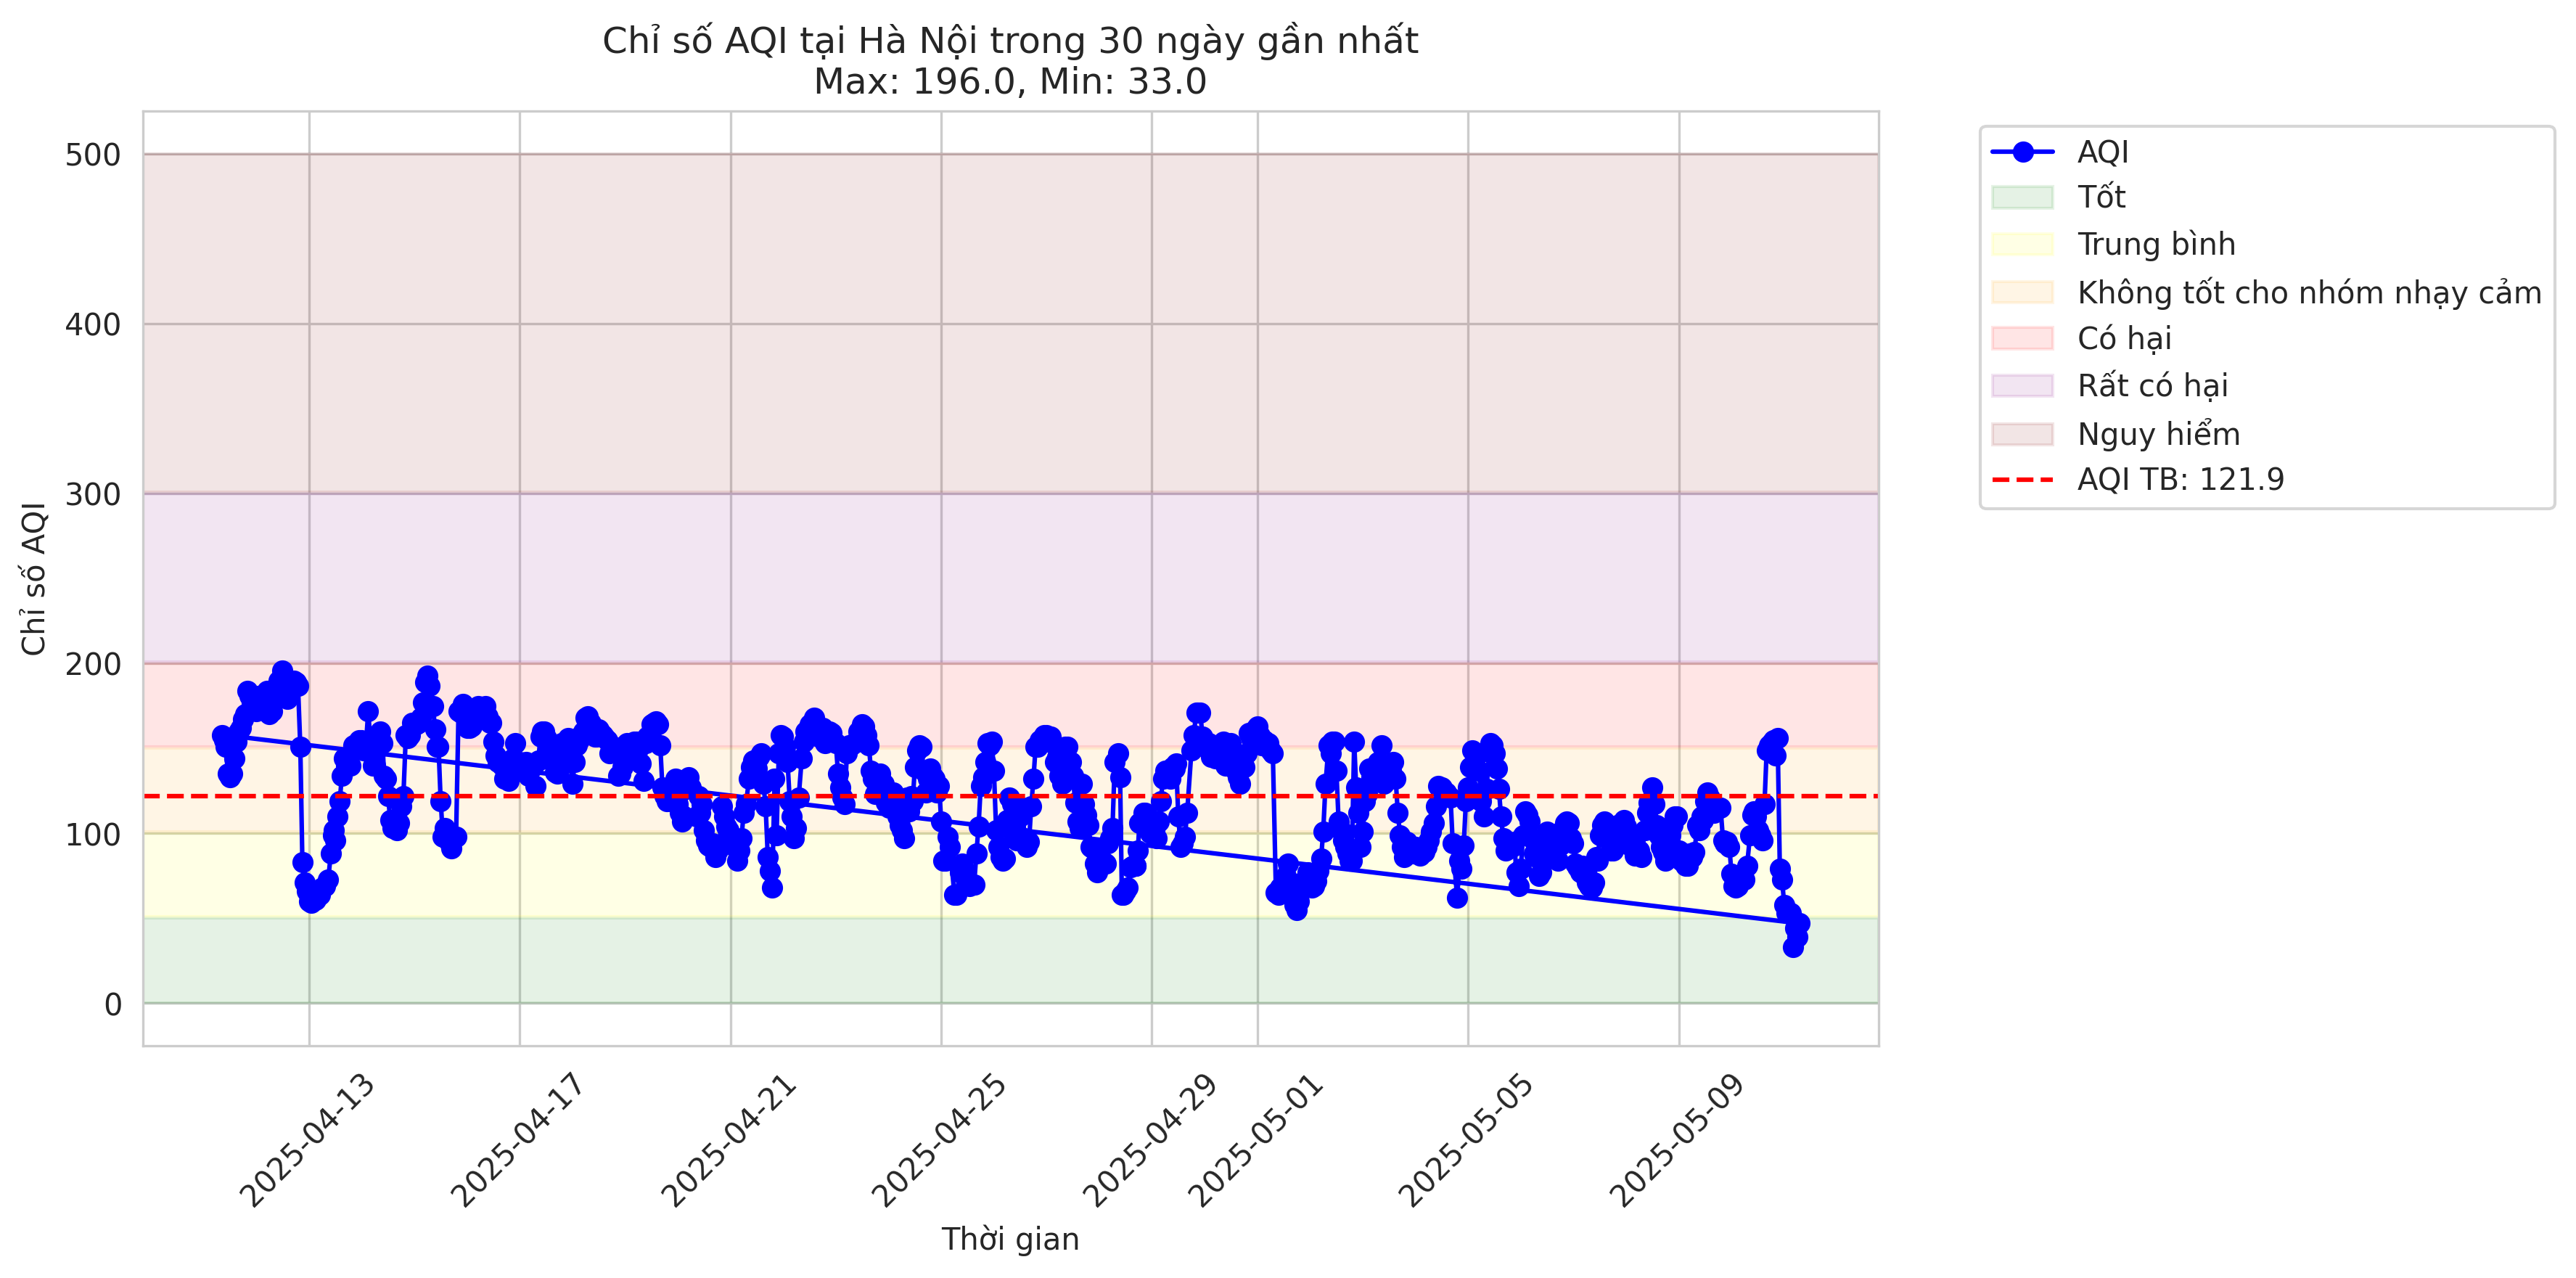 Chỉ số AQI tại Hà Nội trong 30 ngày gần nhất
Max: 196.0, Min: 33.0
Chỉ số AQI
500
400
300
200
100
0
2025-04-13
2025-04-17
2025-04-21
2025-04-25
2025-04-29
2025-05-01
2025-05-05
2025-05-09
Thời gian
AQI
Tốt
Trung bình
Không tốt cho nhóm nhạy cảm
Có hại
Rất có hại
Nguy hiểm
AQI TB: 121.9